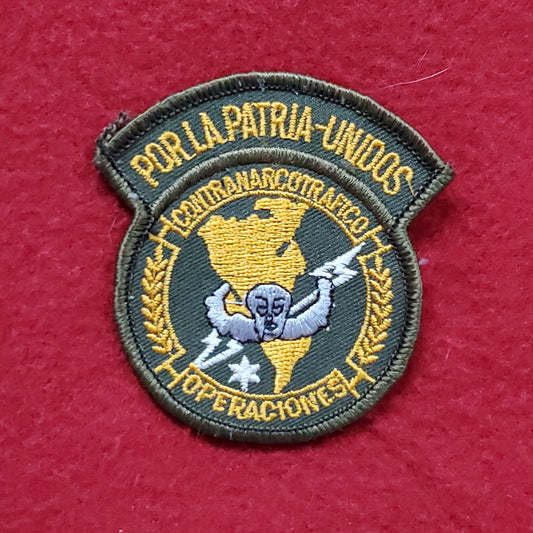 POR LA PATRIA-UNIDOS
CONTRANARCOTRAFICO
OPERACIONES